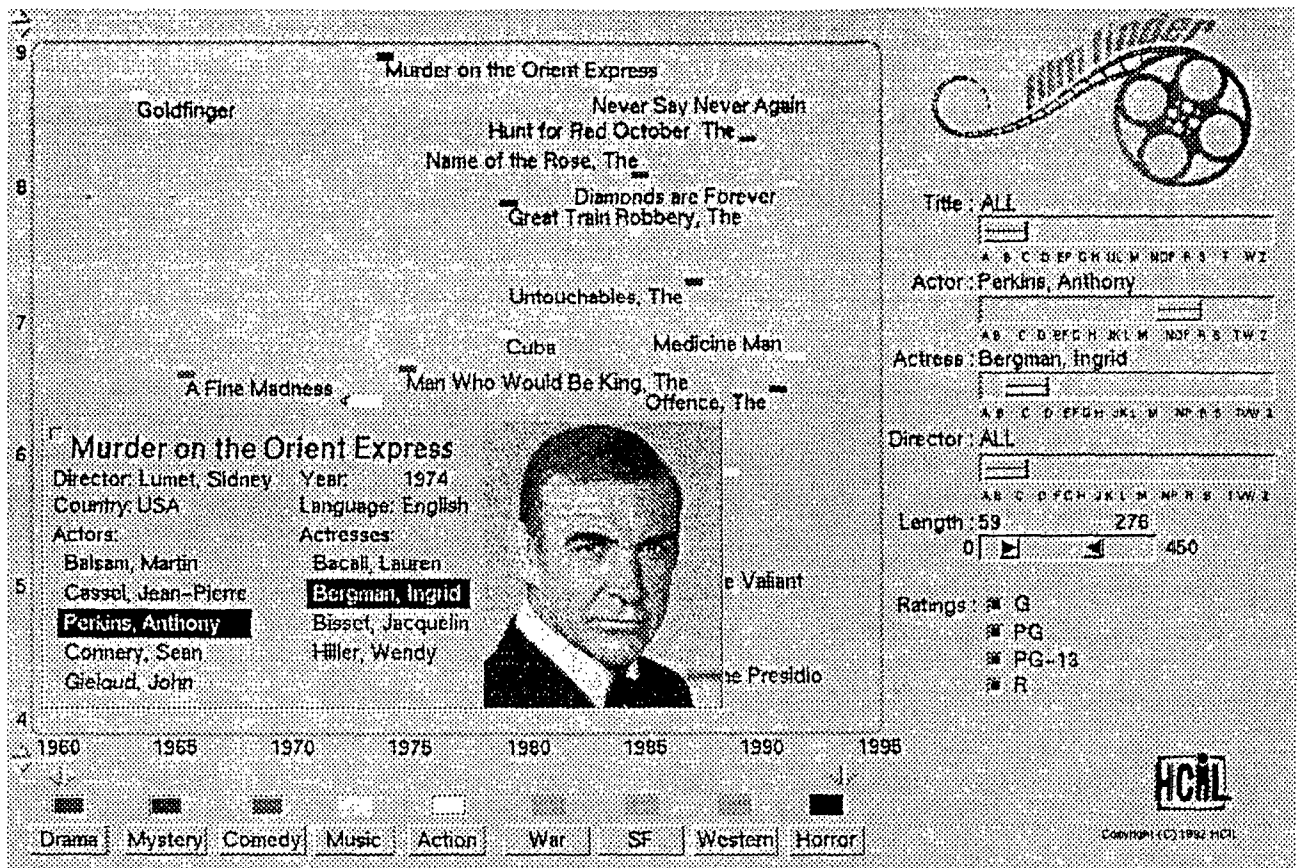 9
Murder on the Orient Express
Goldfinger
Never Say Never Again
Hunt for Red October The
Name of the Rose, The
8
Diamonds are Forever
Great Train Robbery, The
Untouchables, The
7
Cuba
Medicine Man
A Fine Madness
Man Who Would Be King, The
Offence, The
6
Murder on the Orient Express
Director: Lumet, Sidney
Year: 1974
Country: USA
Language: English
Actors:
Actresses:
Balsam, Martin
Bacall, Lauren
5
Cassel, Jean-Pierre
Bergman, Ingrid
e Valiant
Perkins, Anthony
Bisset, Jacquelin
Connery, Sean
Hiller, Wendy
Gielgud, John
he Presidio
4
1960 1965 1970 1975 1980 1985 1990 1995
Drama Mystery Comedy Music Action War SF Western Horror
Title : ALL
Actor : Perkins, Anthony
Actress : Bergman, Ingrid
Director : ALL
Length : 59 276
0 450
Ratings : G
PG
PG-13
R
HCIL
Copyright (C) 1992 HCIL